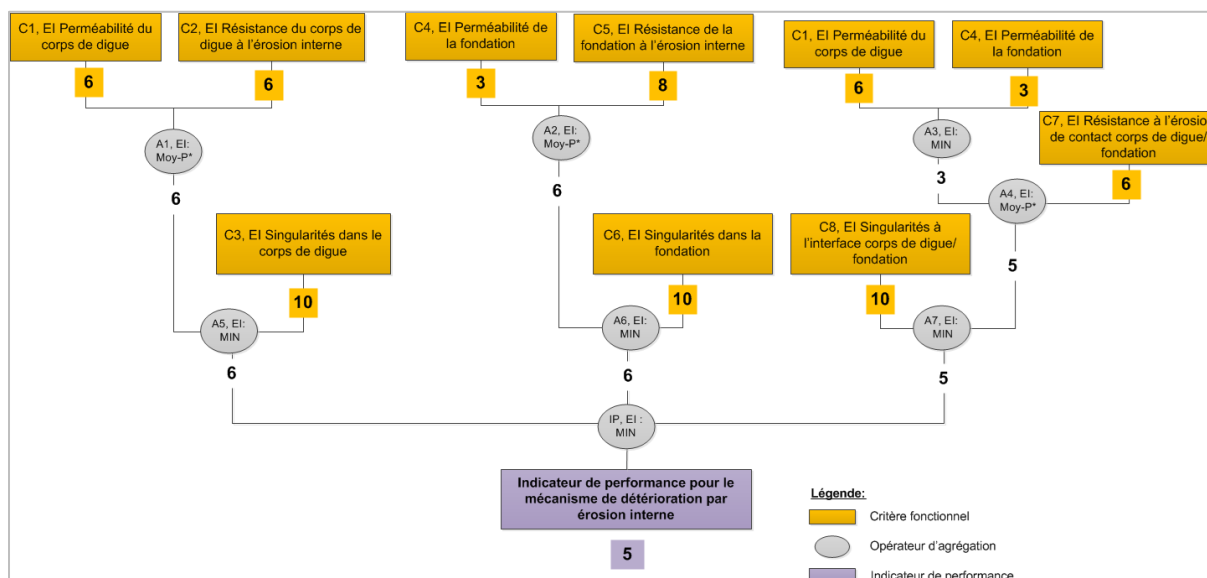 C1, EI Perméabilité du
corps de digue
6
C2, EI Résistance du corps
de digue à l'érosion interne
6
C4, EI Perméabilité de
la fondation
3
C5, EI Résistance de la
fondation à l'érosion interne
8
C1, EI Perméabilité du
corps de digue
6
C4, EI Perméabilité de
la fondation
3
A1, EI:
Moy-P*
6
A2, EI:
Moy-P*
6
A3, EI:
MIN
3
C7, EI Résistance à l'érosion
de contact corps de digue/
fondation
6
A4, EI:
Moy-P*
5
C3, EI Singularités dans le
corps de digue
10
C6, EI Singularités dans la
fondation
10
C8, EI Singularités à
l'interface corps de digue/
fondation
10
A5, EI:
MIN
6
A6, EI:
MIN
6
A7, EI:
MIN
5
IP, EI :
MIN
Indicateur de performance pour le
mécanisme de détérioration par
érosion interne
5
Légende:
Critère fonctionnel
Opérateur d'agrégation
Indicateur de performance